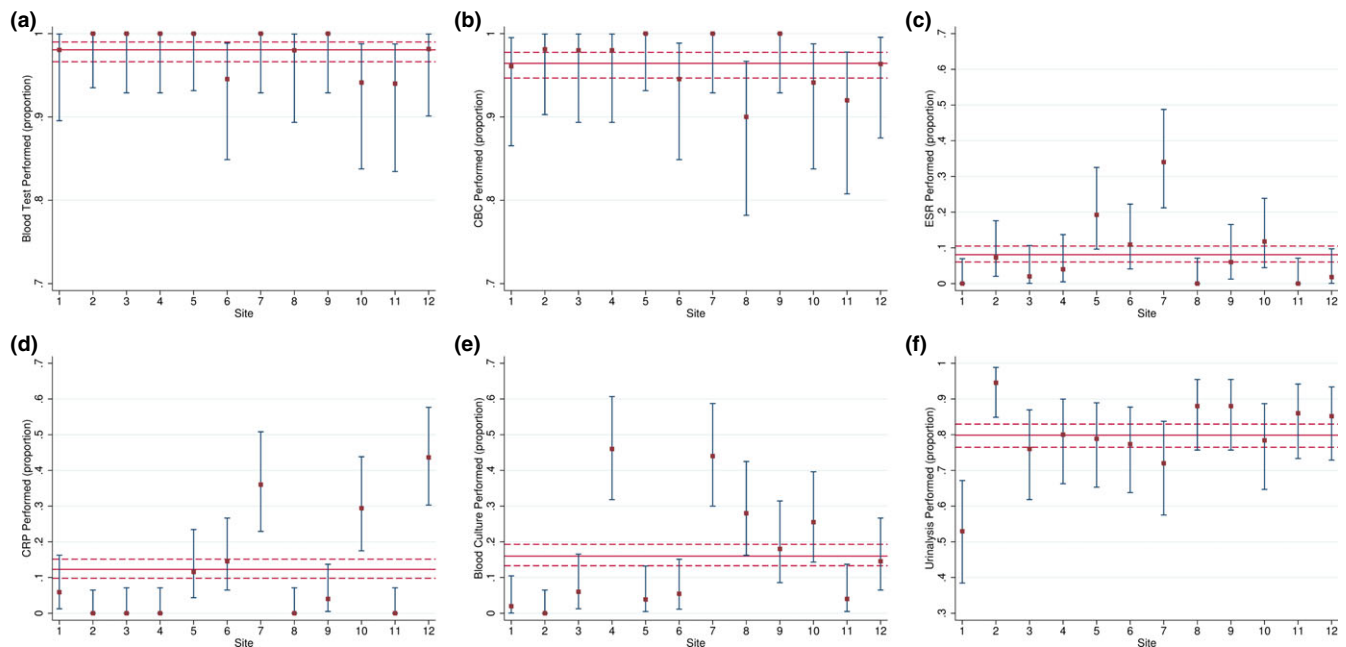 (a)
Blood Test Performed (proportion)
1
.9
.8
.7
1 2 3 4 5 6 7 8 9 10 11 12
Site
(b)
CBC Performed (proportion)
1
.9
.8
.7
1 2 3 4 5 6 7 8 9 10 11 12
Site
(c)
ESR Performed (proportion)
.7
.6
.5
.4
.3
.2
.1
0
1 2 3 4 5 6 7 8 9 10 11 12
Site
(d)
CRP Performed (proportion)
.7
.6
.5
.4
.3
.2
.1
0
1 2 3 4 5 6 7 8 9 10 11 12
Site
(e)
Blood Culture Performed (proportion)
.7
.6
.5
.4
.3
.2
.1
0
1 2 3 4 5 6 7 8 9 10 11 12
Site
(f)
Urinalysis Performed (proportion)
1
.9
.8
.7
.6
.5
.4
.3
1 2 3 4 5 6 7 8 9 10 11 12
Site